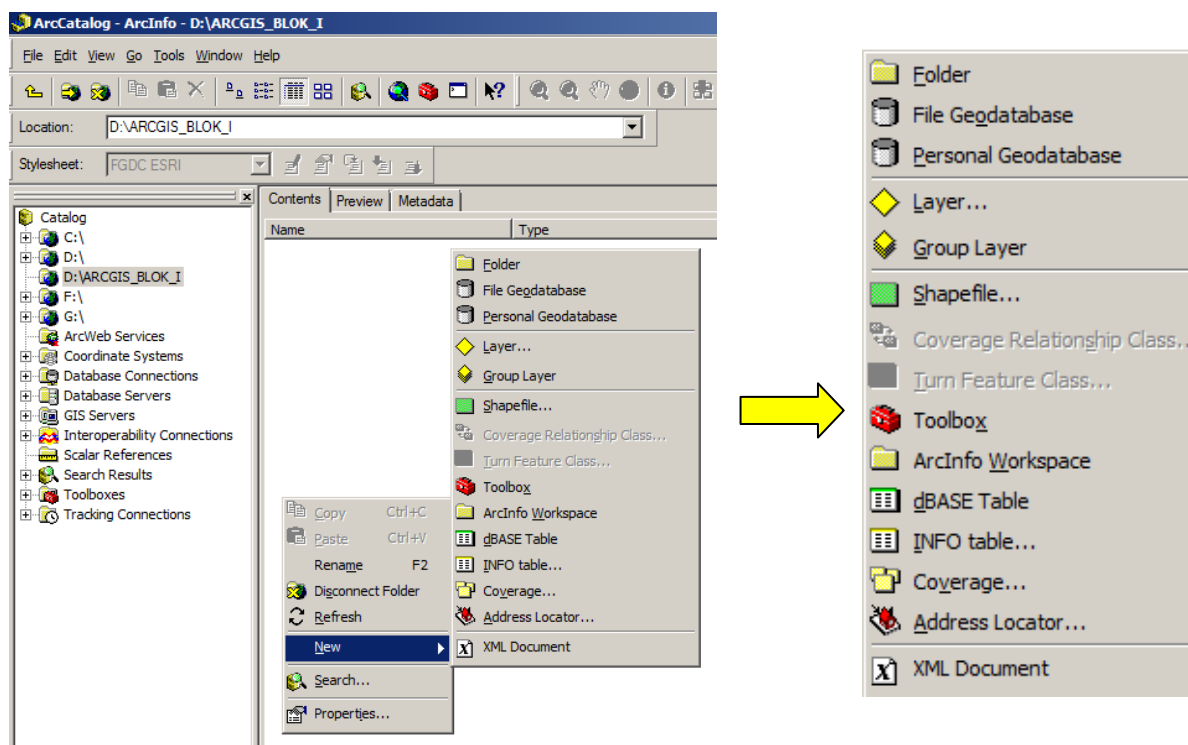 ArcCatalog - ArcInfo - D:\ARCGIS_BLOK_I
File Edit View Go Tools Window Help
Location: D:\ARCGIS_BLOK_I
Stylesheet: FGDC ESRI
Catalog
C:\
D:\
D:\ARCGIS_BLOK_I
F:\
G:\
ArcWeb Services
Coordinate Systems
Database Connections
Database Servers
GIS Servers
Interoperability Connections
Scalar References
Search Results
Toolboxes
Tracking Connections
Contents Preview Metadata
Name Type
Copy Ctrl+C
Paste Ctrl+V
Rename F2
Disconnect Folder
Refresh
New
Search...
Properties...
Folder
File Geodatabase
Personal Geodatabase
Layer...
Group Layer
Shapefile...
Coverage Relationship Class...
Turn Feature Class...
Toolbox
ArcInfo Workspace
dBASE Table
INFO table...
Coverage...
Address Locator...
XML Document
Folder
File Geodatabase
Personal Geodatabase
Layer...
Group Layer
Shapefile...
Coverage Relationship Class..
Turn Feature Class...
Toolbox
ArcInfo Workspace
dBASE Table
INFO table...
Coverage...
Address Locator...
XML Document